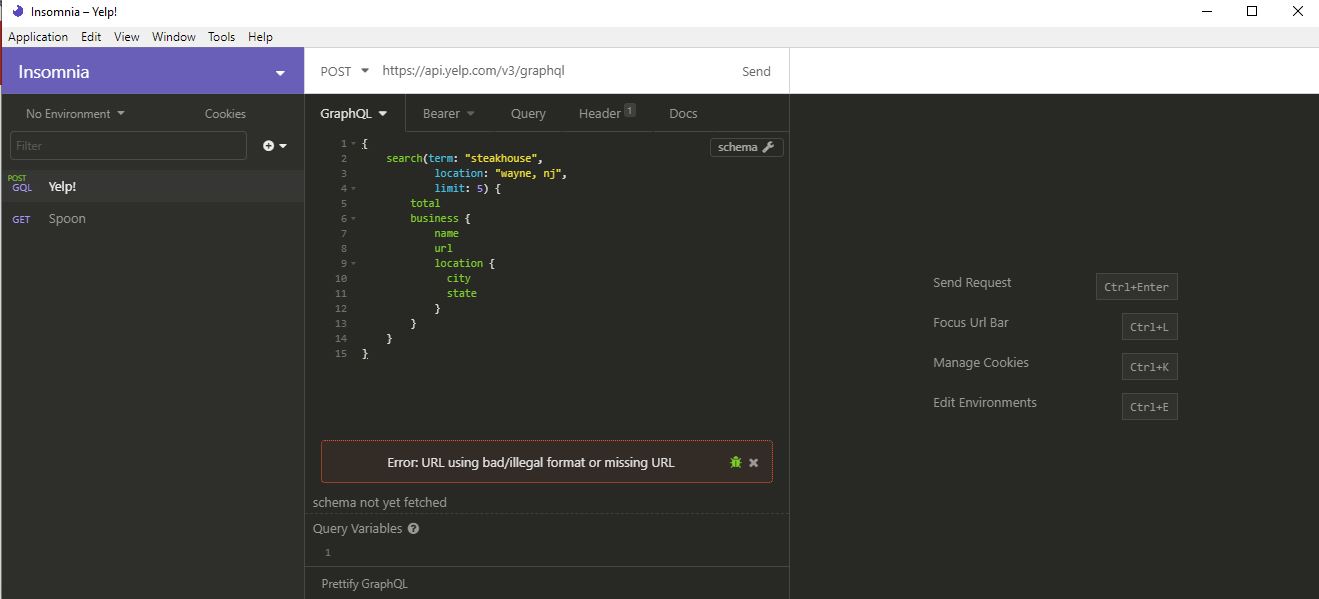 Insomnia – Yelp!
Application Edit View Window Tools Help
Insomnia
POST https://api.yelp.com/v3/graphql Send
No Environment Cookies
GraphQL Bearer Query Header 1 Docs
Filter
schema
POST
GQL Yelp!
GET Spoon
1 {
2 search(term: "steakhouse",
3 location: "wayne, nj",
4 limit: 5) {
5 total
6 business {
7 name
8 url
9 location {
10 city
11 state
12 }
13 }
14 }
15 }
Error: URL using bad/illegal format or missing URL
schema not yet fetched
Query Variables ?
1
Prettify GraphQL
Send Request Ctrl+Enter
Focus Url Bar Ctrl+L
Manage Cookies Ctrl+K
Edit Environments Ctrl+E